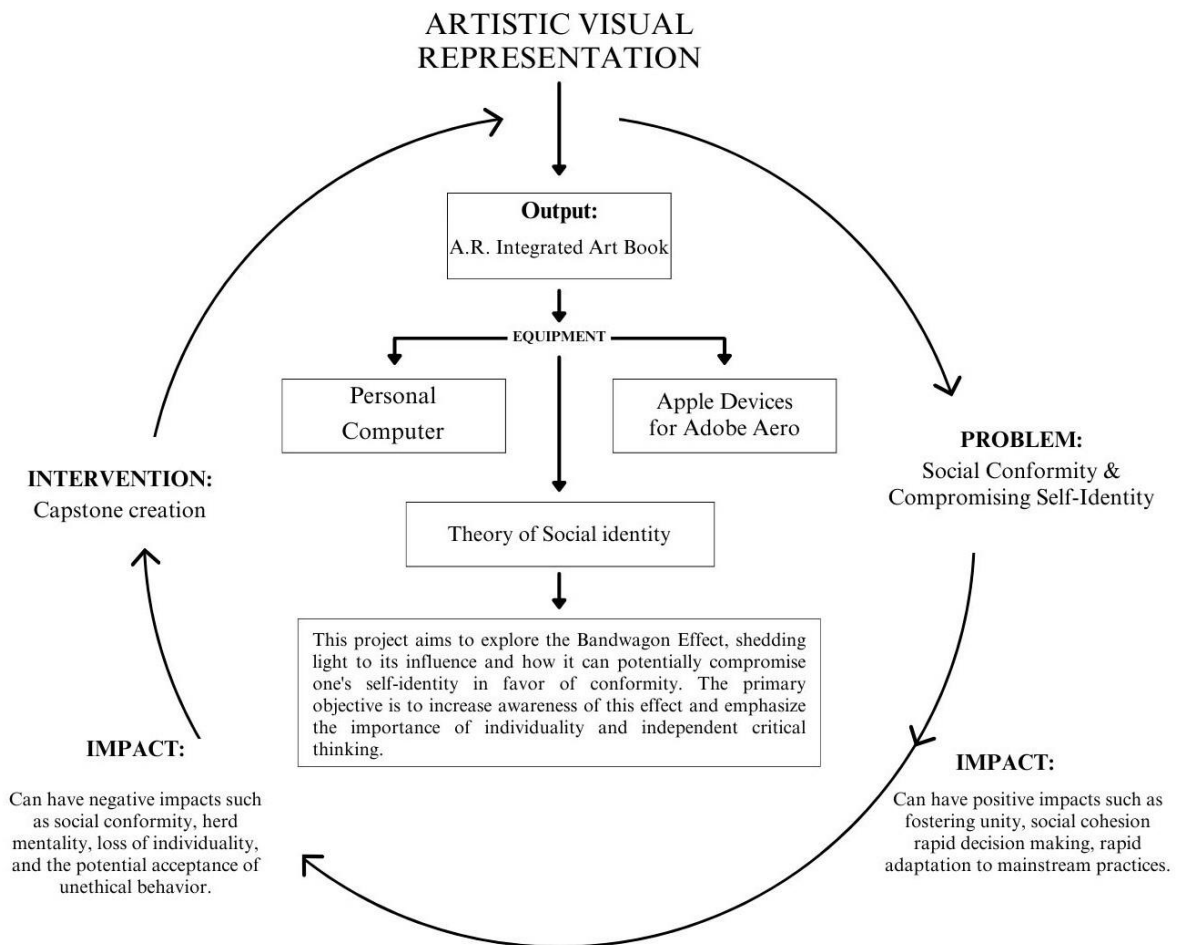 ARTISTIC VISUAL
REPRESENTATION
Output:
A.R. Integrated Art Book
EQUIPMENT
Personal
Computer
Apple Devices
for Adobe Aero
Theory of Social identity
This project aims to explore the Bandwagon Effect, shedding
light to its influence and how it can potentially compromise
one's self-identity in favor of conformity. The primary
objective is to increase awareness of this effect and emphasize
the importance of individuality and independent critical
thinking.
PROBLEM:
Social Conformity &
Compromising Self-Identity
IMPACT:
Can have positive impacts such as
fostering unity, social cohesion
rapid decision making, rapid
adaptation to mainstream practices.
IMPACT:
Can have negative impacts such
as social conformity, herd
mentality, loss of individuality,
and the potential acceptance of
unethical behavior.
INTERVENTION:
Capstone creation